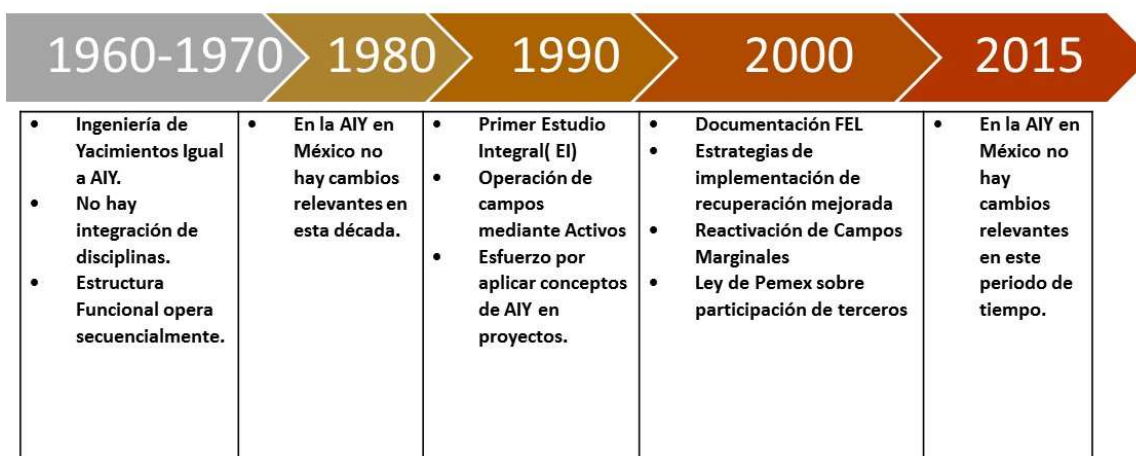 1960-1970
1980
1990
2000
2015
• Ingeniería de
Yacimientos Igual
a AIY.
• No hay
integración de
disciplinas.
• Estructura
Funcional opera
secuencialmente.
• En la AIY en
México no
hay cambios
relevantes en
esta década.
• Primer Estudio
Integral( EI)
• Operación de
campos
mediante Activos
• Esfuerzo por
aplicar conceptos
de AIY en
proyectos.
• Documentación FEL
• Estrategias de
implementación de
recuperación mejorada
• Reactivación de Campos
Marginales
• Ley de Pemex sobre
participación de terceros
• En la AIY en
México no
hay
cambios
relevantes
en este
periodo de
tiempo.